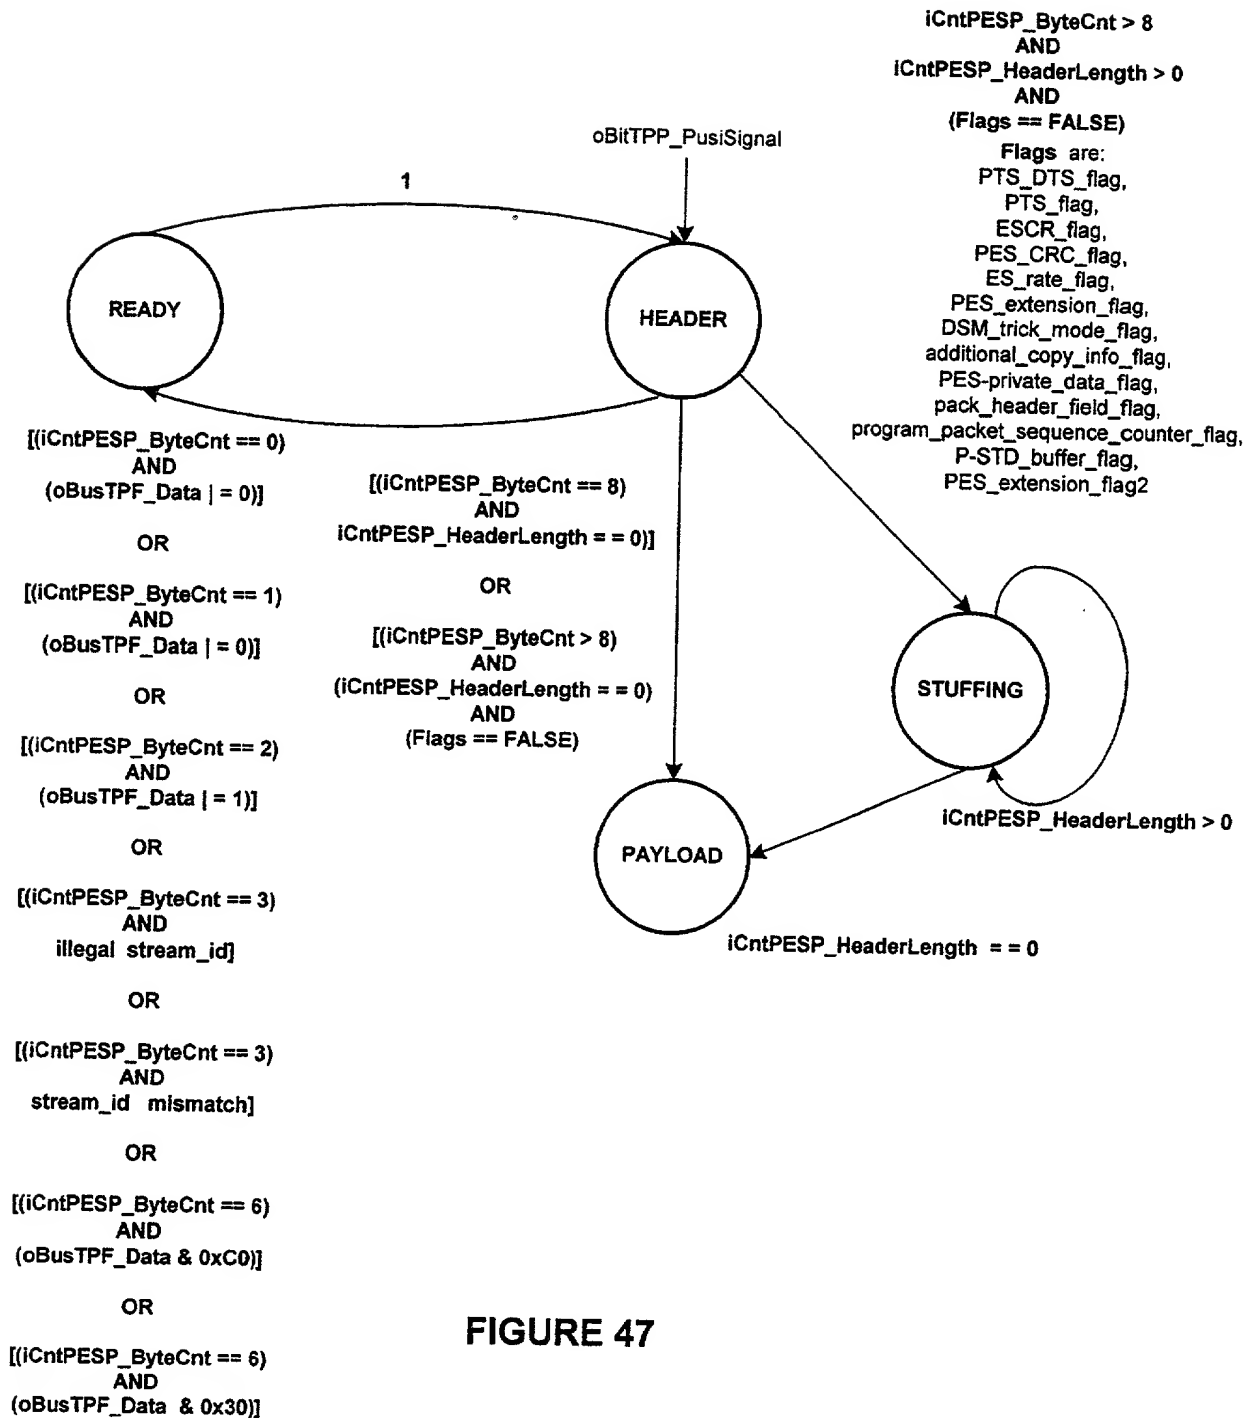 iCntPESP_ByteCnt > 8
AND
iCntPESP_HeaderLength > 0
AND
(Flags == FALSE)
Flags are:
PTS_DTS_flag,
PTS_flag,
ESCR_flag,
PES_CRC_flag,
ES_rate_flag,
PES_extension_flag,
DSM_trick_mode_flag,
additional_copy_info_flag,
PES-private_data_flag,
pack_header_field_flag,
program_packet_sequence_counter_flag,
P-STD_buffer_flag,
PES_extension_flag2
oBitTPP_PusiSignal
1
READY
HEADER
[(iCntPESP_ByteCnt == 0)
AND
(oBusTPF_Data | = 0)]
OR
[(iCntPESP_ByteCnt == 1)
AND
(oBusTPF_Data | = 0)]
OR
[(iCntPESP_ByteCnt == 2)
AND
(oBusTPF_Data | = 1)]
OR
[(iCntPESP_ByteCnt == 3)
AND
illegal stream_id]
OR
[(iCntPESP_ByteCnt == 3)
AND
stream_id mismatch]
OR
[(iCntPESP_ByteCnt == 6)
AND
(oBusTPF_Data & 0xC0)]
OR
[(iCntPESP_ByteCnt == 6)
AND
(oBusTPF_Data & 0x30)]
[(iCntPESP_ByteCnt == 8)
AND
iCntPESP_HeaderLength = = 0)]
OR
[(iCntPESP_ByteCnt > 8)
AND
(iCntPESP_HeaderLength = = 0)
AND
(Flags == FALSE)
STUFFING
iCntPESP_HeaderLength > 0
PAYLOAD
iCntPESP_HeaderLength = = 0
FIGURE 47